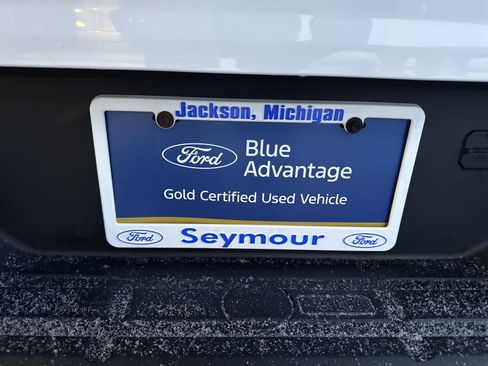 Jackson, Michigan
Ford Blue
Advantage
Gold Certified Used Vehicle
Ford Seymour Ford